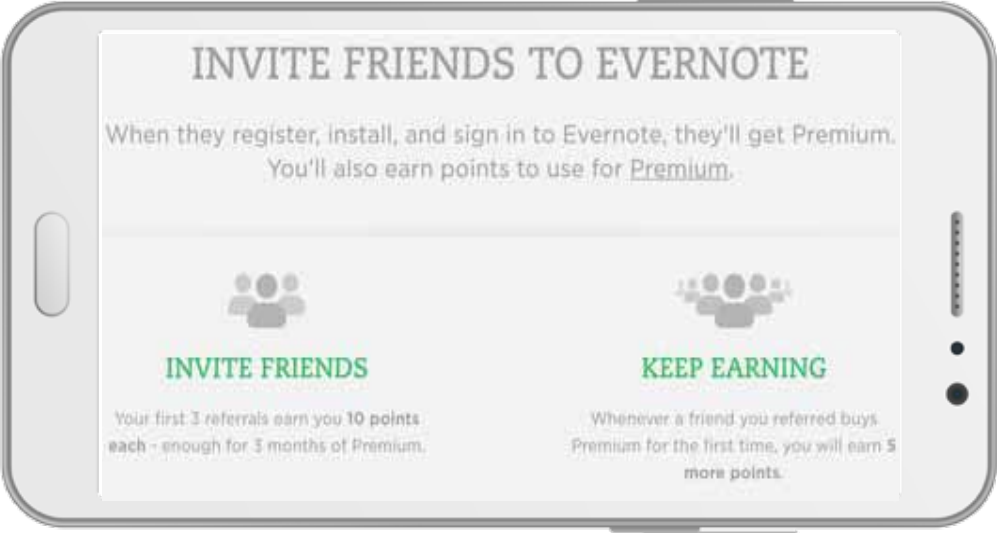 INVITE FRIENDS TO EVERNOTE
When they register, install, and sign in to Evernote, they'll get Premium.
You'll also earn points to use for Premium.
INVITE FRIENDS
Your first 3 referrals earn you 10 points
each - enough for 3 months of Premium.
KEEP EARNING
Whenever a friend you referred buys
Premium for the first time, you will earn 5
more points.